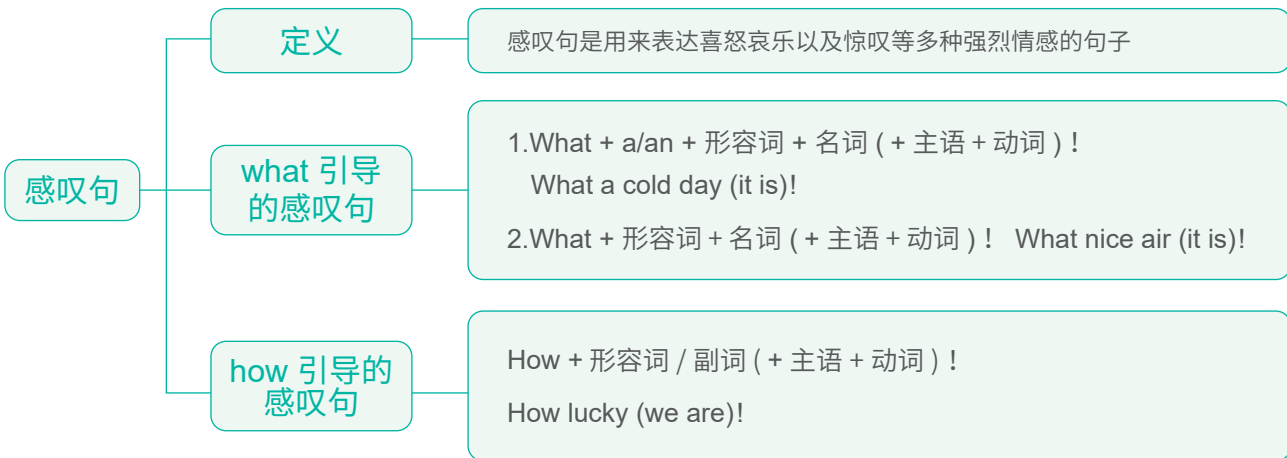 感叹句
定义
感叹句是用来表达喜怒哀乐以及惊叹等多种强烈情感的句子
what 引导
的感叹句
1.What + a/an + 形容词 + 名词 ( + 主语 + 动词 ) ！
What a cold day (it is)!
2.What + 形容词 + 名词 ( + 主语 + 动词 ) ！ What nice air (it is)!
how 引导的
感叹句
How + 形容词 / 副词 ( + 主语 + 动词 ) ！
How lucky (we are)!